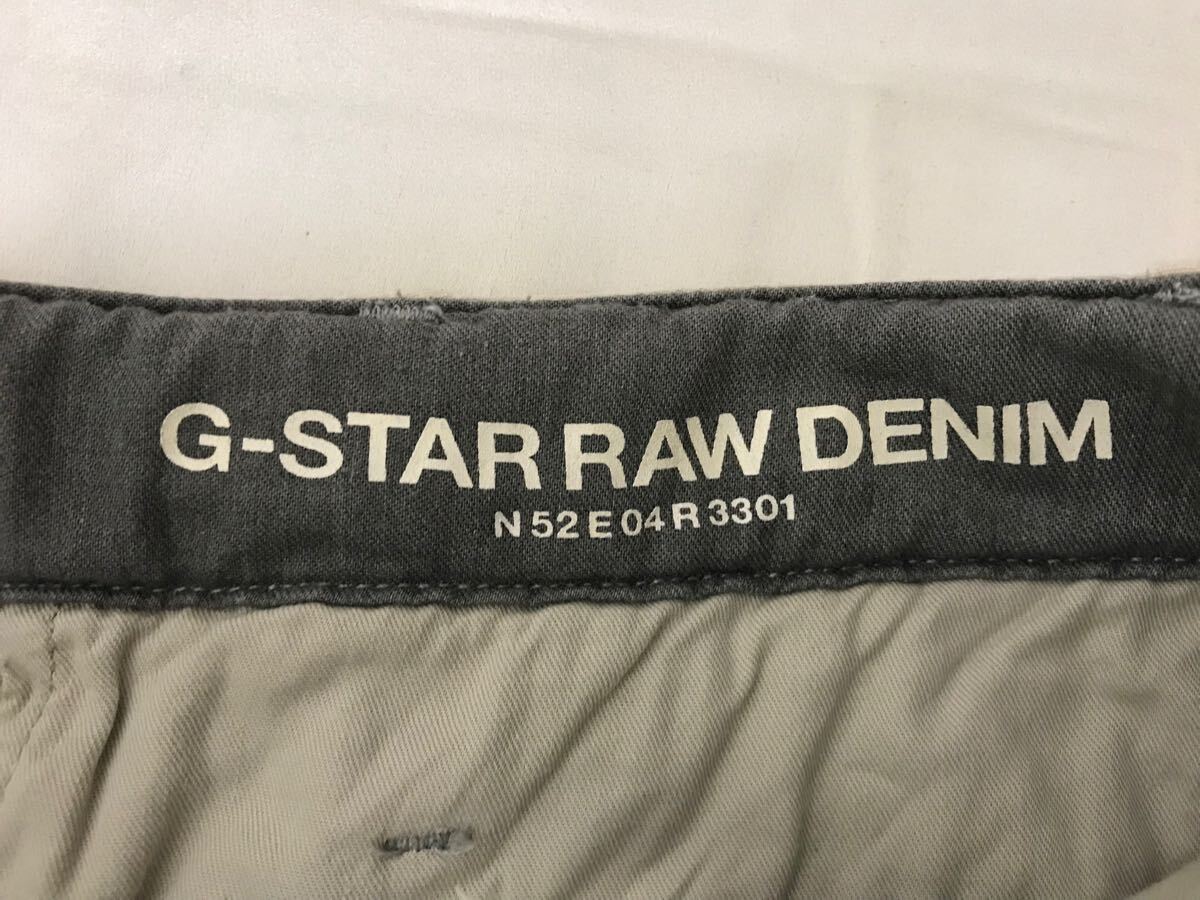 G-STAR RAW DENIM
N 52 E 04 R 3301